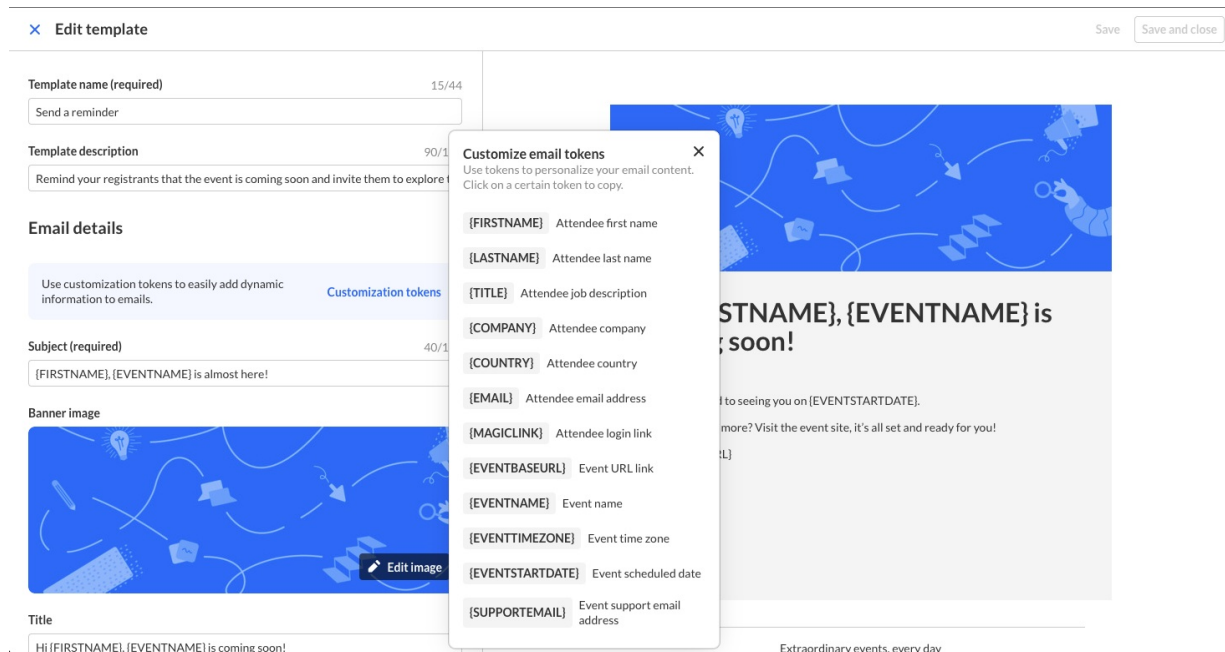 Edit template
Save
Save and close
Template name (required)
15/44
Send a reminder
Template description
90/1
Remind your registrants that the event is coming soon and invite them to explore
Email details
Use customization tokens to easily add dynamic
information to emails.
Customization tokens
Subject (required)
40/1
{FIRSTNAME}, {EVENTNAME} is almost here!
Banner image
Edit image
Title
Hi {FIRSTNAME}, {EVENTNAME} is coming soon!
Customize email tokens
Use tokens to personalize your email content.
Click on a certain token to copy.
{FIRSTNAME} Attendee first name
{LASTNAME} Attendee last name
{TITLE} Attendee job description
{COMPANY} Attendee company
{COUNTRY} Attendee country
{EMAIL} Attendee email address
{MAGICLINK} Attendee login link
{EVENTBASEURL} Event URL link
{EVENTNAME} Event name
{EVENTTIMEZONE} Event time zone
{EVENTSTARTDATE} Event scheduled date
{SUPPORTEMAIL} Event support email
address
STNAME}, {EVENTNAME} is
soon!
to seeing you on {EVENTSTARTDATE}.
more? Visit the event site, it's all set and ready for you!
L}
Extraordinary events, every day